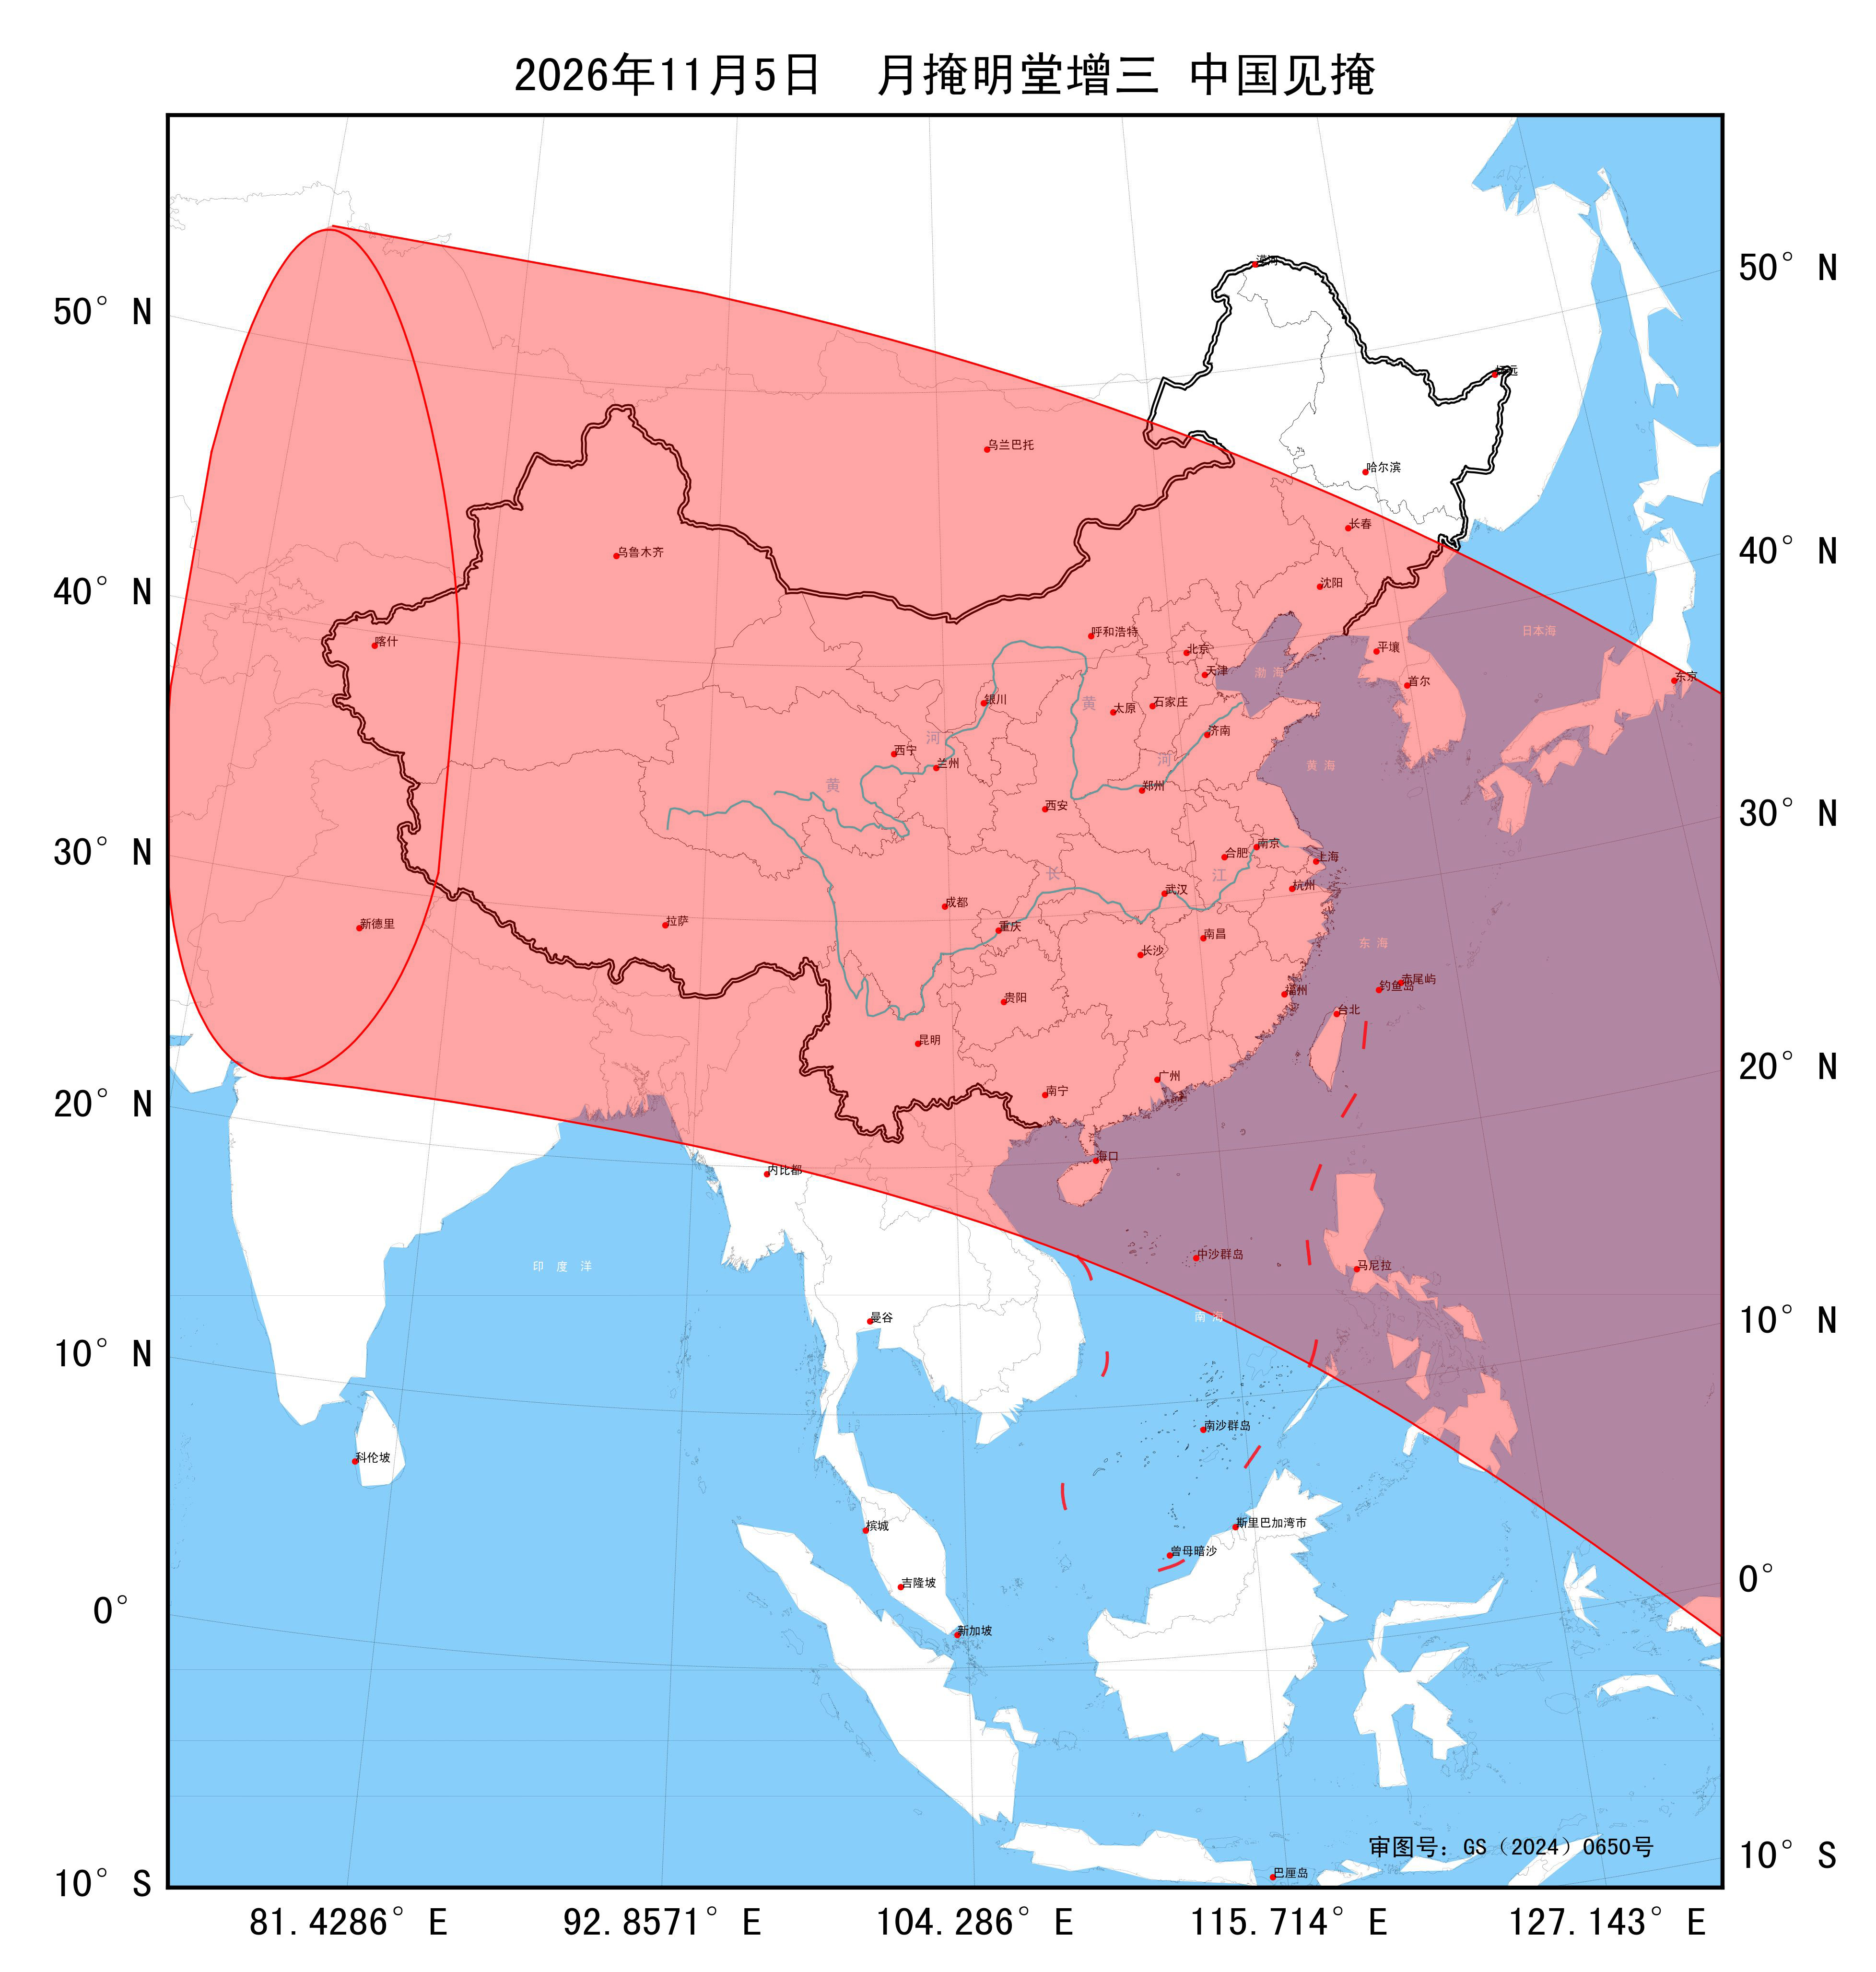 2026年11月5日 月掩明堂增三 中国见掩
50° N
50° N
40° N
40° N
30° N
30° N
20° N
20° N
10° N
10° N
0°
0°
10° S
10° S
漠河
抚远
乌兰巴托
哈尔滨
长春
乌鲁木齐
沈阳
喀什
呼和浩特
日本海
北京
平壤
天津
渤 海
首尔
东京
银川
黄
太原
石家庄
济南
河
西宁
兰州
河
黄 海
黄
郑州
西安
南京
合肥
上海
长
江
杭州
武汉
成都
拉萨
新德里
重庆
南昌
东 海
长沙
赤尾屿
钓鱼岛
福州
贵阳
台北
昆明
广州
南宁
海口
内比都
中沙群岛
印 度 洋
马尼拉
曼谷
南 海
南沙群岛
科伦坡
槟城
斯里巴加湾市
曾母暗沙
吉隆坡
新加坡
审图号：GS（2024）0650号
巴厘岛
81.4286° E
92.8571° E
104.286° E
115.714° E
127.143° E